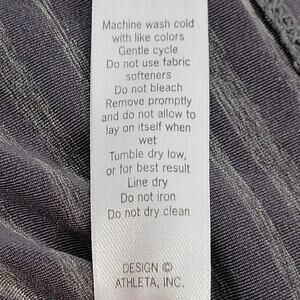 Machine wash cold
with like colors
Gentle cycle
Do not use fabric
softeners
Do not bleach
Remove promptly
and do not allow to
lay on itself when
wet
Tumble dry low,
or for best result
Line dry
Do not iron
Do not dry clean
DESIGN ©
ATHLETA, INC.